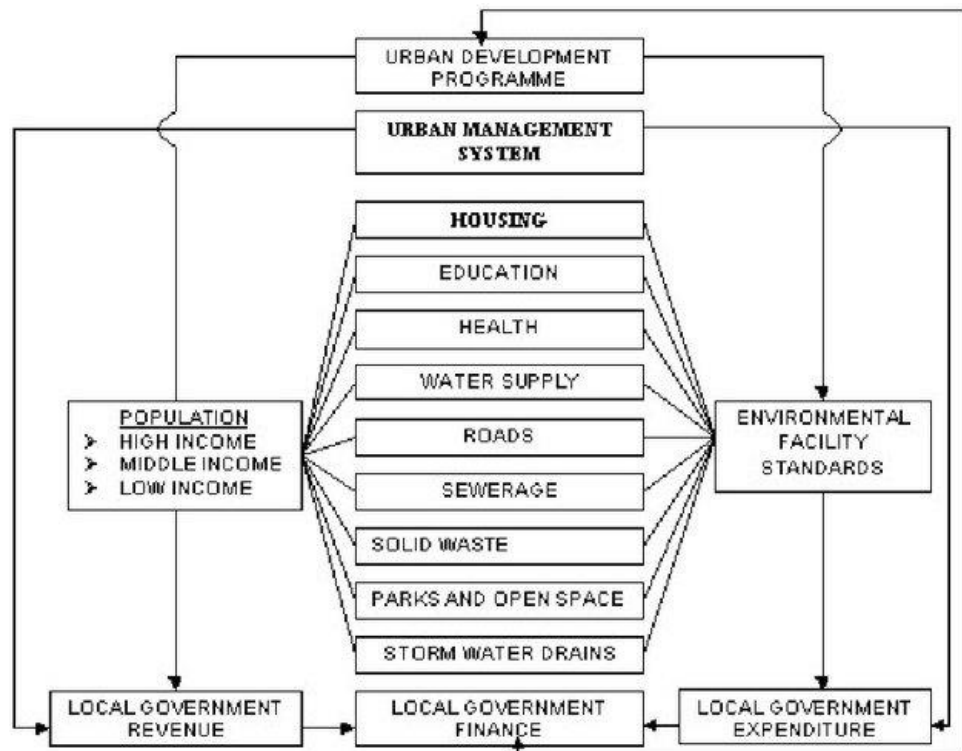 URBAN DEVELOPMENT
PROGRAMME
URBAN MANAGEMENT
SYSTEM
HOUSING
EDUCATION
HEALTH
WATER SUPPLY
ROADS
SEWERAGE
SOLID WASTE
PARKS AND OPEN SPACE
STORM WATER DRAINS
POPULATION
➢ HIGH INCOME
➢ MIDDLE INCOME
➢ LOW INCOME
ENVIRONMENTAL
FACILITY
STANDARDS
LOCAL GOVERNMENT
REVENUE
LOCAL GOVERNMENT
FINANCE
LOCAL GOVERNMENT
EXPENDITURE